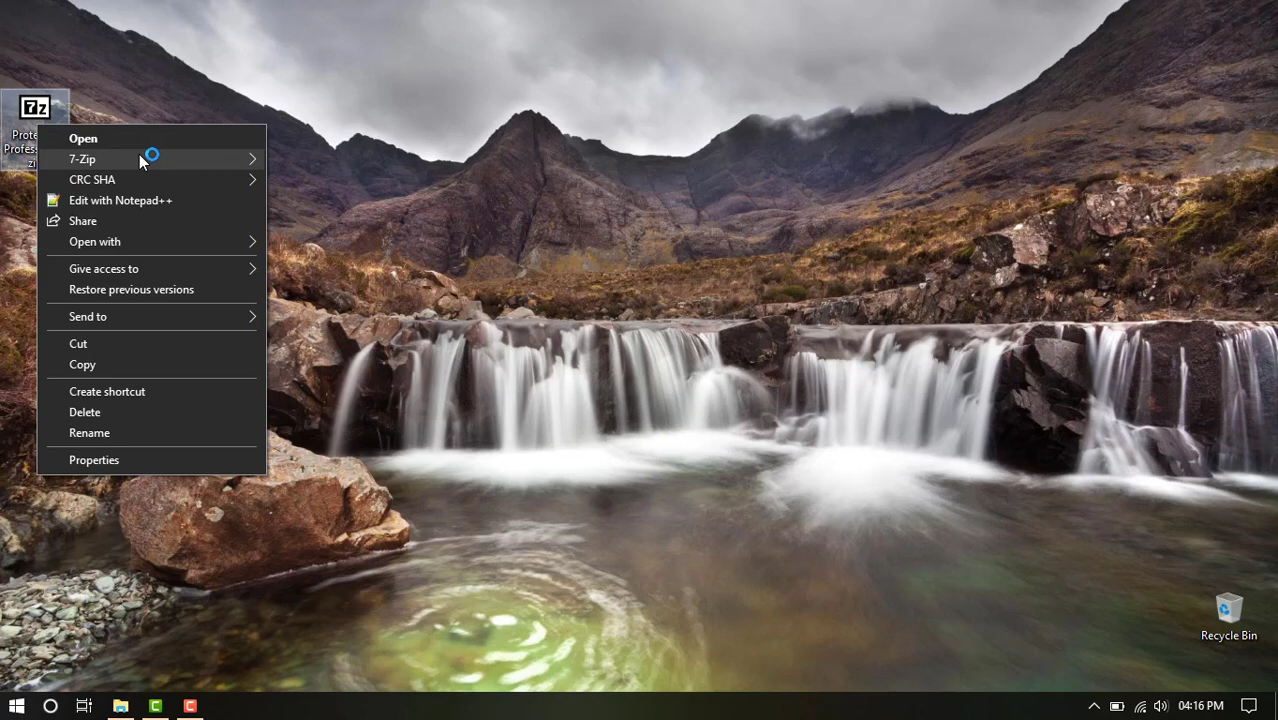 7z
Open
7-Zip
CRC SHA
Edit with Notepad++
Share
Open with
Give access to
Restore previous versions
Send to
Cut
Copy
Create shortcut
Delete
Rename
Properties
Recycle Bin
04:16 PM